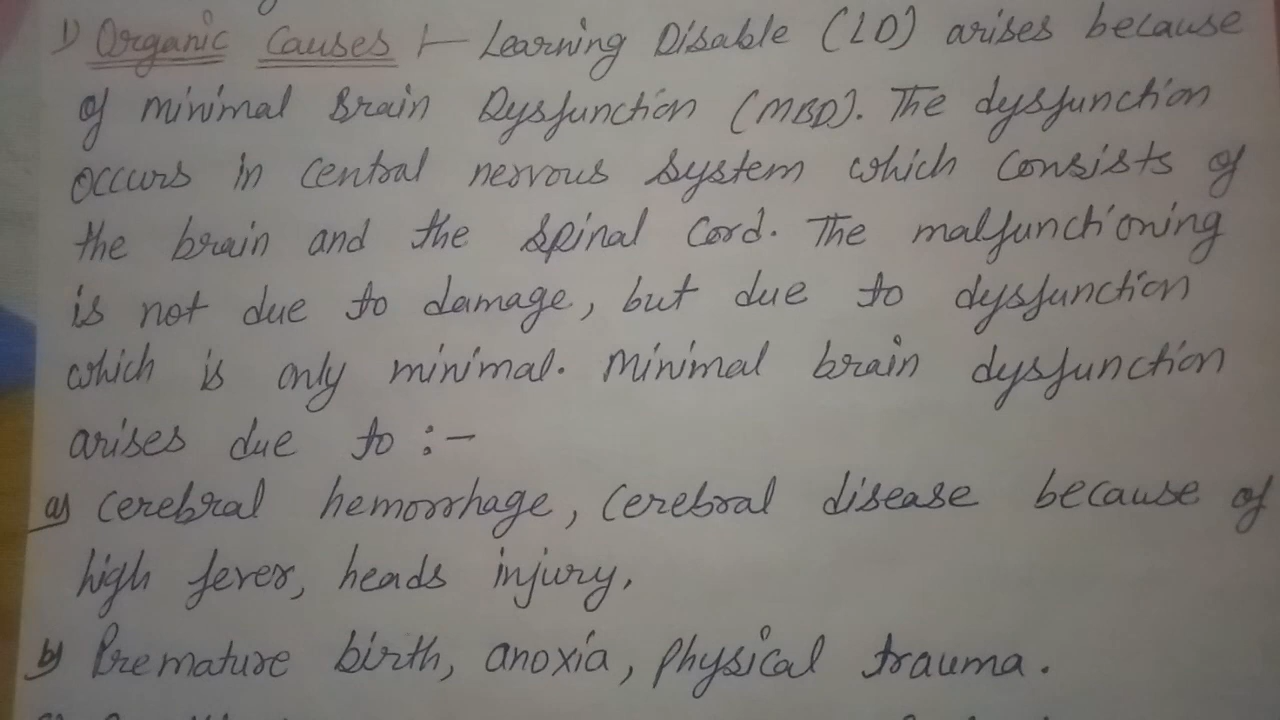 1) Organic Causes :- Learning Disable (LD) arises because
of minimal Brain Dysfunction (MBD). The dysfunction
occurs in central nervous system which consists of
the brain and the spinal cord. The malfunctioning
is not due to damage, but due to dysfunction
which is only minimal. Minimal brain dysfunction
arises due to :-
a) Cerebral hemorrhage, cerebral disease because of
high fever, heads injury,
b) Premature birth, anoxia, physical trauma.